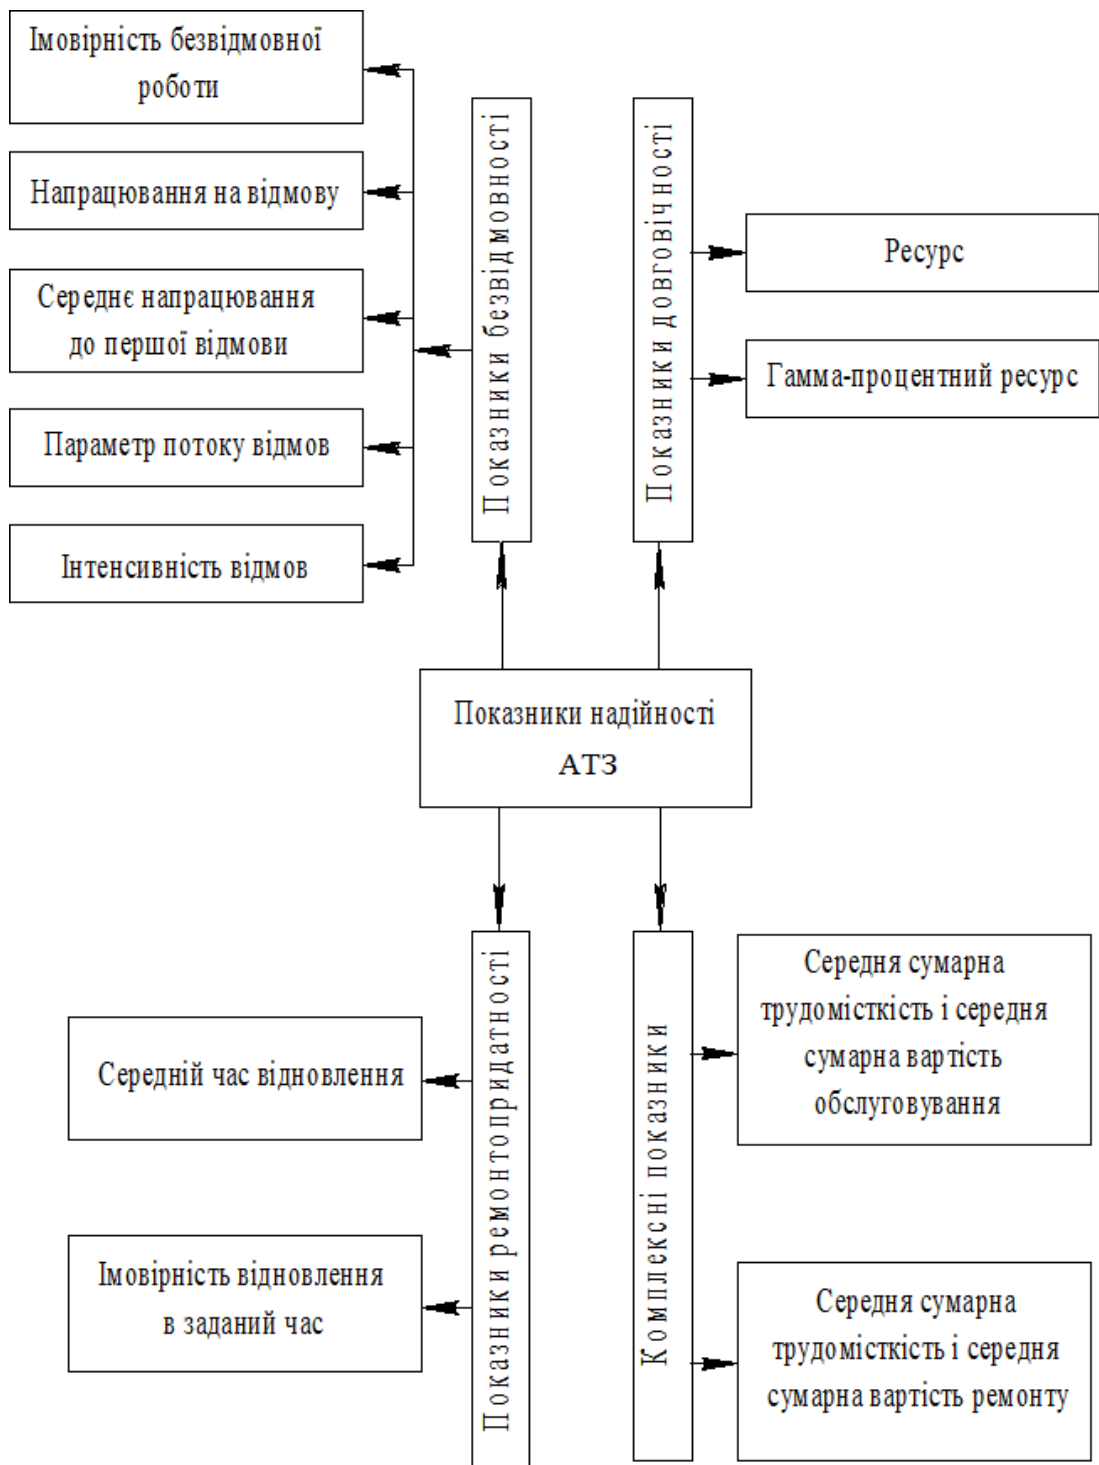 Імовірність безвідмовної
роботи
Напрацювання на відмову
Середнє напрацювання
до першої відмови
Параметр потоку відмов
Інтенсивність відмов
Показники безвідмовності
Показники довговічності
Ресурс
Гамма-процентний ресурс
Показники надійності
АТЗ
Середній час відновлення
Імовірність відновлення
в заданий час
Показники ремонтопридатності
Комплексні показники
Середня сумарна
трудомісткість і середня
сумарна вартість
обслуговування
Середня сумарна
трудомісткість і середня
сумарна вартість ремонту